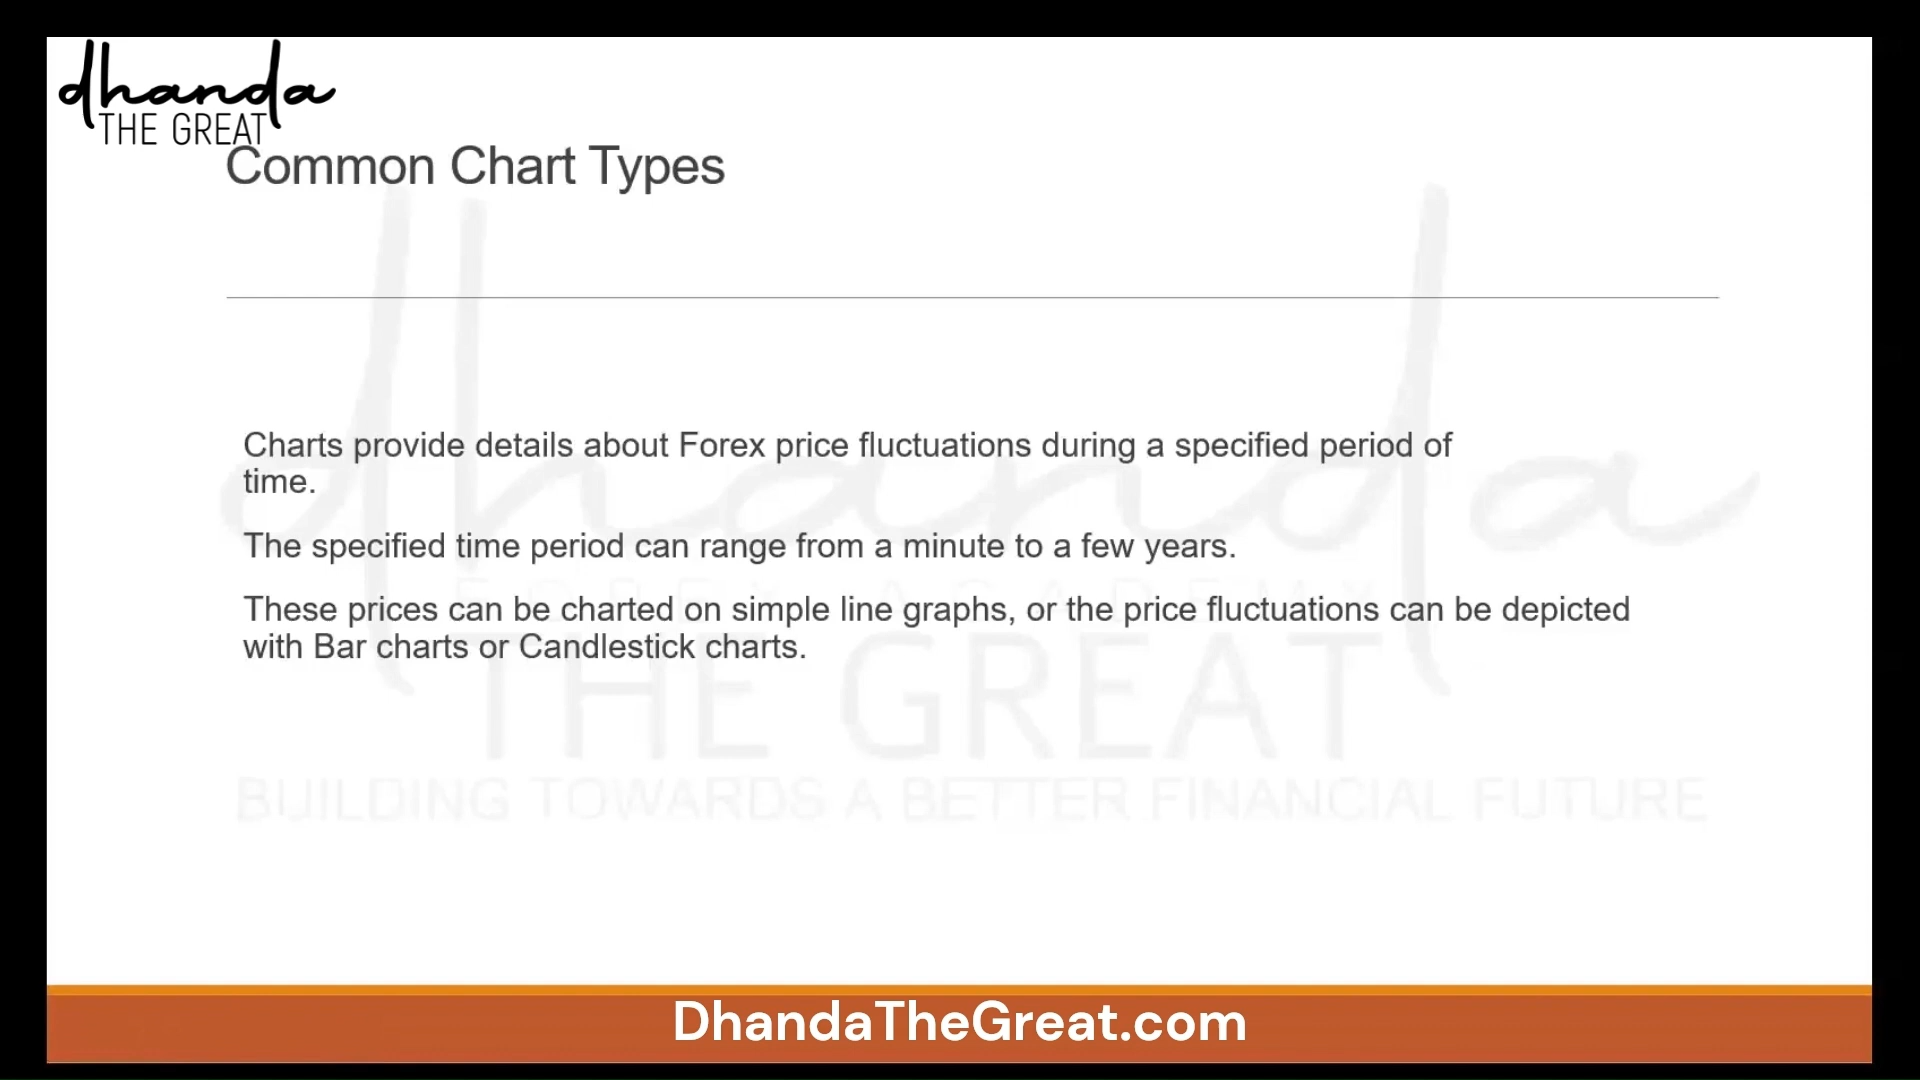 dhanda
THE GREAT
Common Chart Types
Charts provide details about Forex price fluctuations during a specified period of
time.
The specified time period can range from a minute to a few years.
These prices can be charted on simple line graphs, or the price fluctuations can be depicted
with Bar charts or Candlestick charts.
dhanda
FOREX ACADEMY
THE GREAT
BUILDING TOWARDS A BETTER FINANCIAL FUTURE
DhandaTheGreat.com